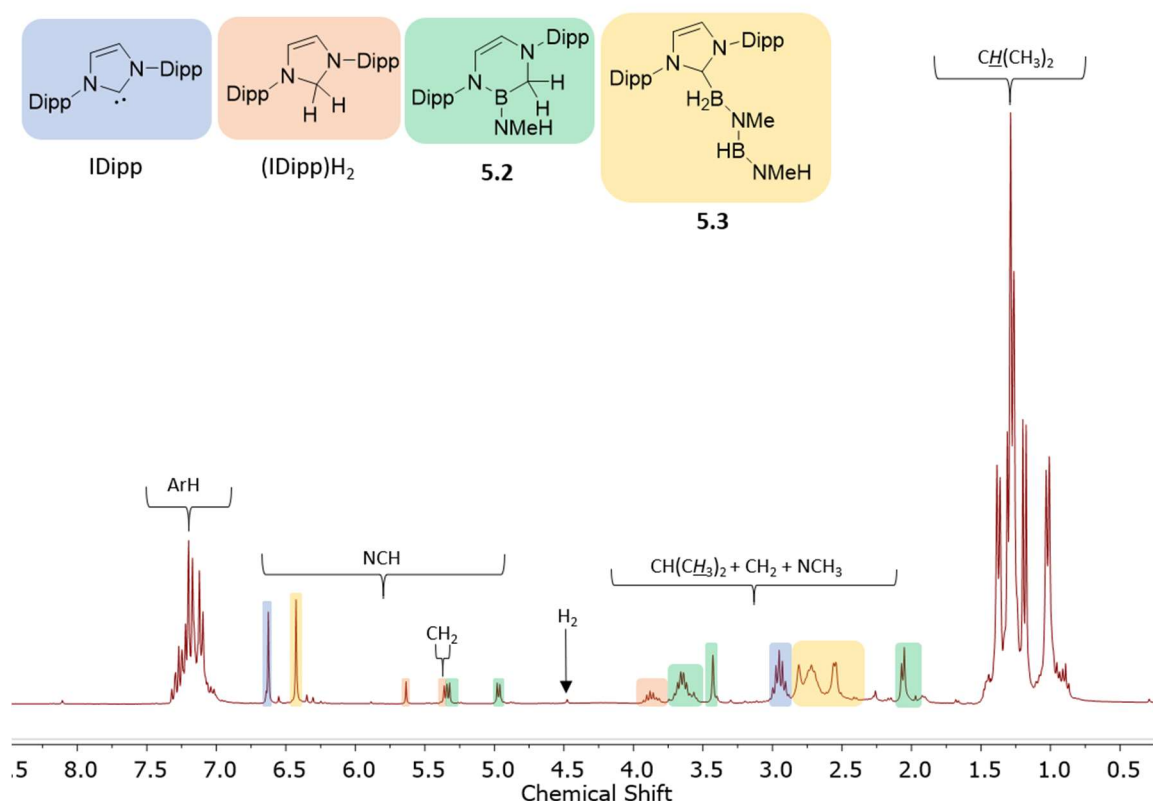 Dipp
N
N
Dipp
IDipp
Dipp
N
N
Dipp
H
H
(IDipp)H₂
Dipp
N
N
Dipp
B
H
H
NMeH
5.2
Dipp
N
N
Dipp
H₂B
NMe
HB
NMeH
5.3
CH(CH₃)₂
ArH
NCH
CH₂
H₂
CH(CH₃)₂ + CH₂ + NCH₃
.5 8.0 7.5 7.0 6.5 6.0 5.5 5.0 4.5 4.0 3.5 3.0 2.5 2.0 1.5 1.0 0.5
Chemical Shift